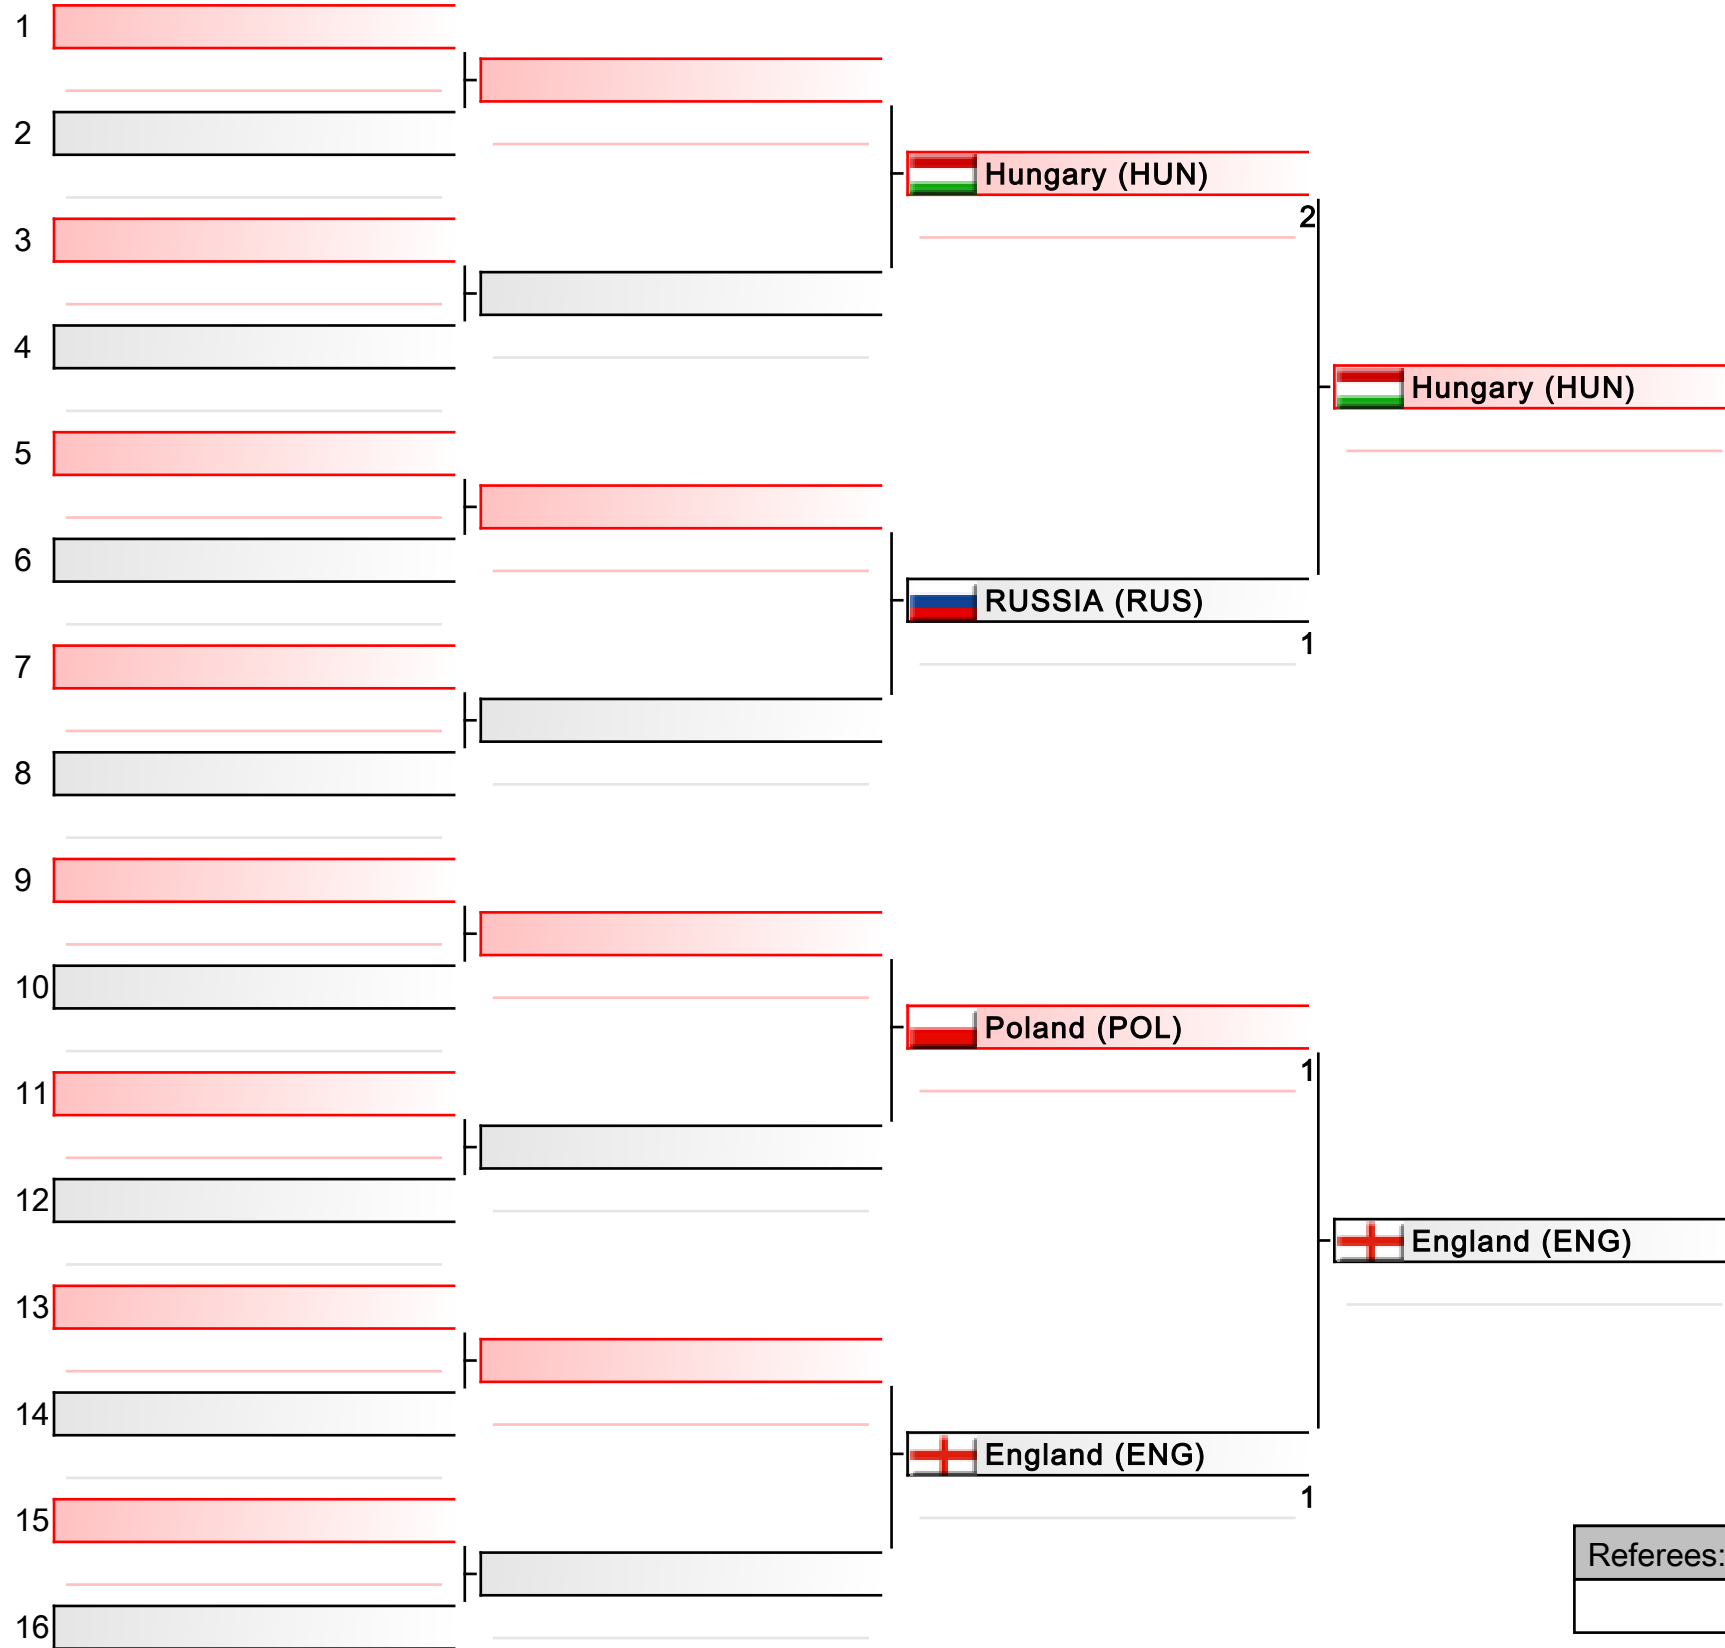 1
2
Hungary (HUN)
2
3
4
Hungary (HUN)
5
6
RUSSIA (RUS)
1
7
8
9
10
Poland (POL)
1
11
12
England (ENG)
13
14
England (ENG)
1
15
Referees:
16